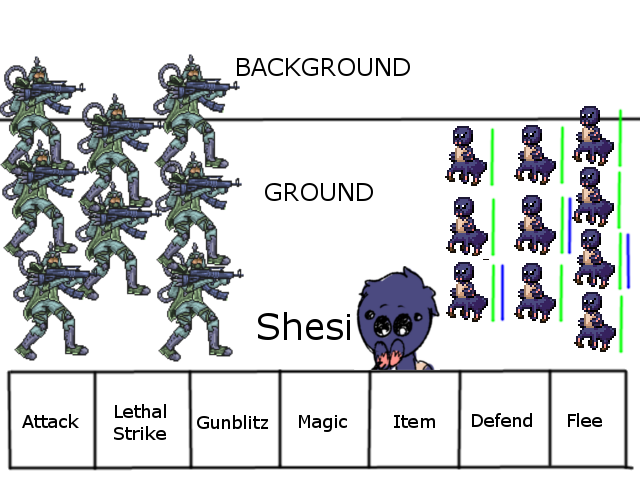 BACKGROUND
GROUND
Shesi
Attack
Lethal
Strike
Gunblitz
Magic
Item
Defend
Flee